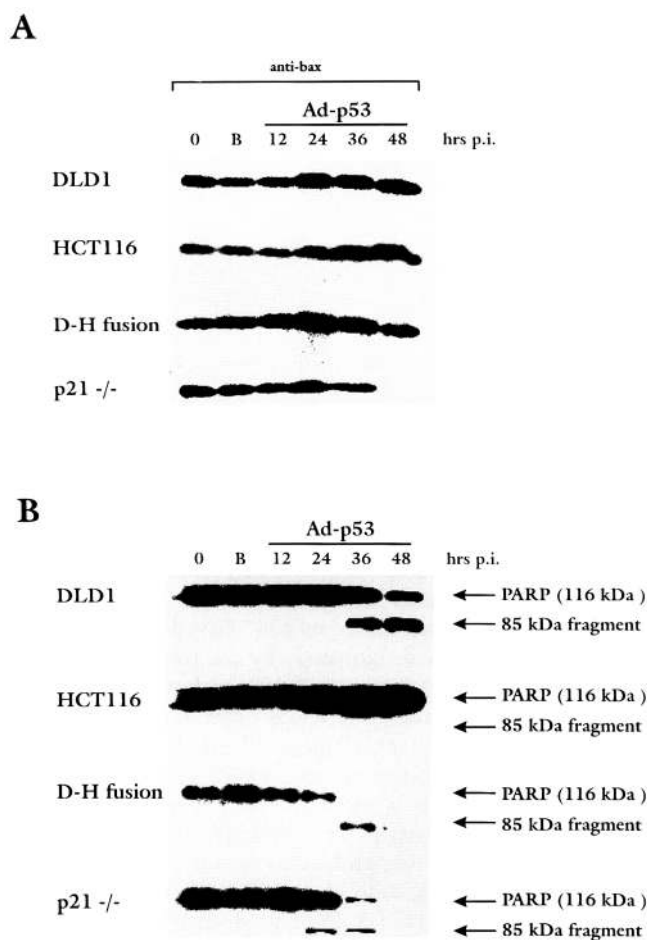 A
anti-bax
Ad-p53
0 B 12 24 36 48 hrs p.i.
DLD1
HCT116
D-H fusion
p21 -/-
B
Ad-p53
0 B 12 24 36 48 hrs p.i.
DLD1 PARP (116 kDa )
85 kDa fragment
HCT116 PARP (116 kDa )
85 kDa fragment
D-H fusion PARP (116 kDa )
85 kDa fragment
p21 -/- PARP (116 kDa )
85 kDa fragment